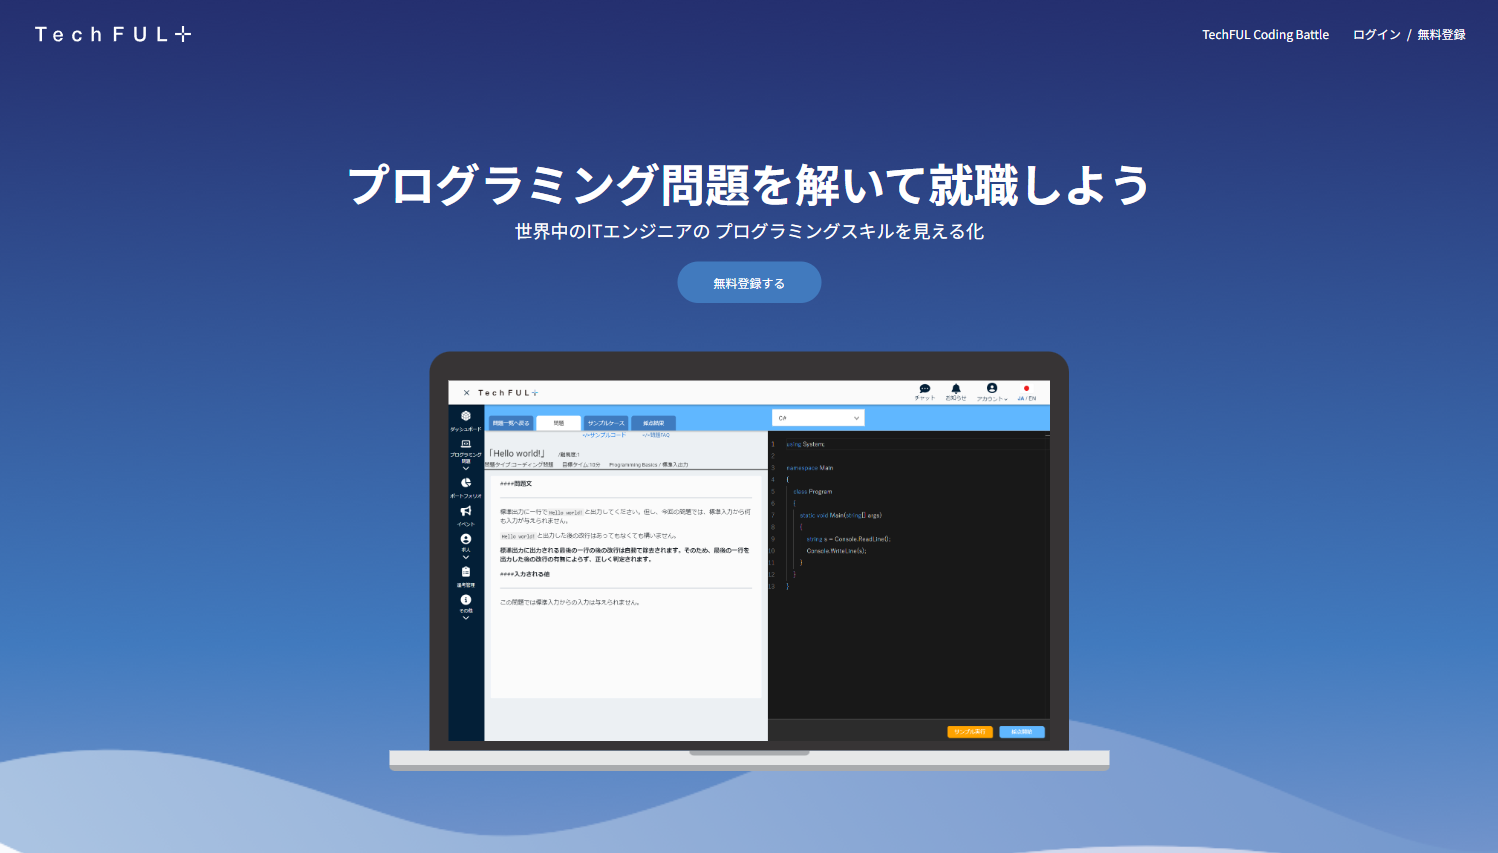 TechFUL
TechFUL Coding Battle
ログイン / 無料登録
プログラミング問題を解いて就職しよう
世界中のITエンジニアの プログラミングスキルを見える化
無料登録する
× TechFUL
チャット
お知らせ
アカウント
JA / EN
ダッシュボード
プログラミング
問題
ポートフォリオ
イベント
求人
選考管理
その他
問題一覧へ戻る
問題
サンプルケース
採点結果
C#
</>サンプルコード
</>問題FAQ
「Hello world!」 /難易度:1
問題タイプ:コーディング問題 目標タイム:10分 Programming Basics / 標準入出力
####問題文
標準出力に一行で Hello world! と出力してください。但し、今回の問題では、標準入力から何
も入力が与えられません。
Hello world! と出力した後の改行はあってもなくても構いません。
標準出力に出力される最後の一行の後の改行は自動で除去されます。そのため、最後の一行を
出力した後の改行の有無によらず、正しく判定されます。
####入力される値
この問題では標準入力からの入力は与えられません。
1 using System;
2
3 namespace Main
4 {
5 class Program
6 {
7 static void Main(string[] args)
8 {
9 string s = Console.ReadLine();
10 Console.WriteLine(s);
11 }
12 }
13 }
サンプル実行
採点開始